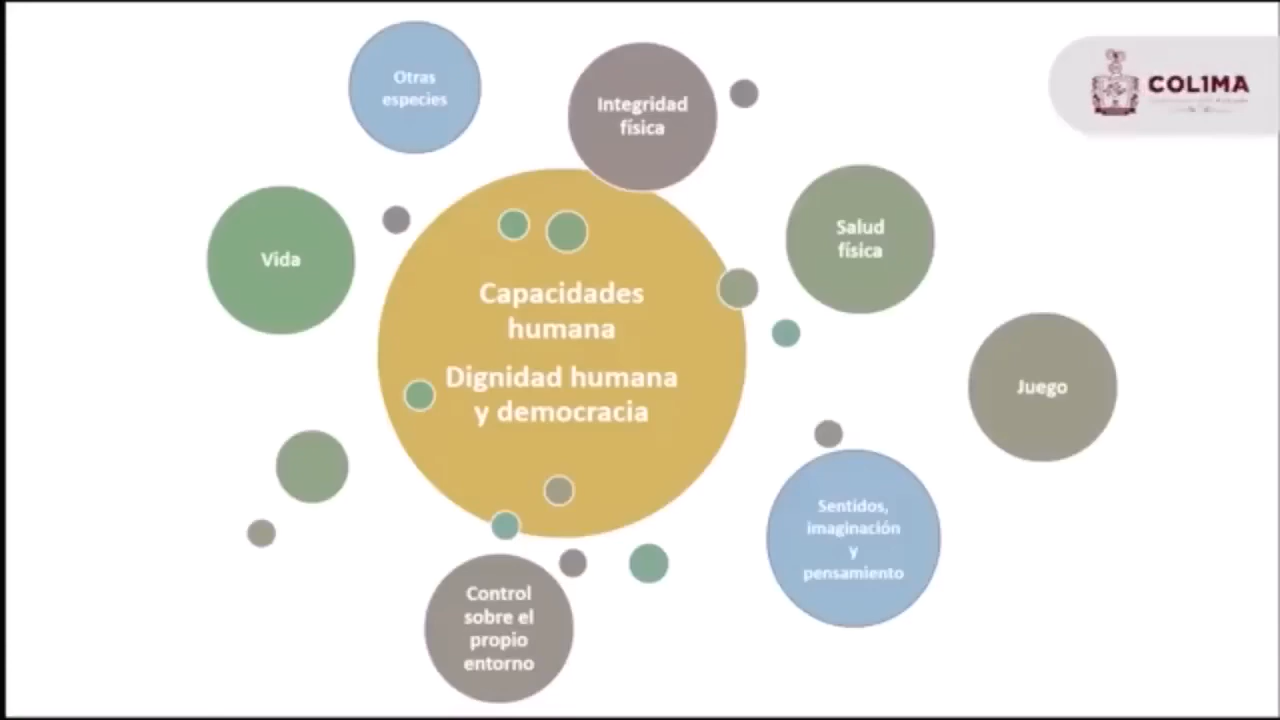 Otras
especies
Integridad
física
COL1MA
Vida
Salud
física
Capacidades
humana
Dignidad humana
y democracia
Juego
Sentidos,
imaginación
y
pensamiento
Control
sobre el
propio
entorno